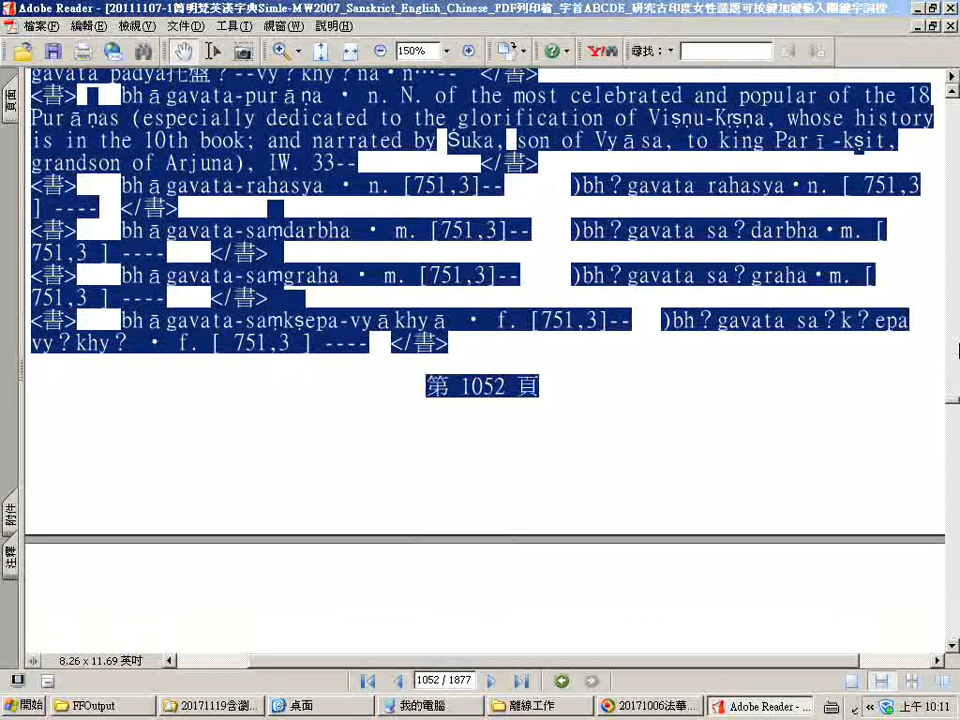 Adobe Reader - [20111107-1簡明梵英漢字典Simle-MW2007_Sanskrict_English_Chinese_PDF列印檔_字首ABCDE_研究古印度女性議題可按鍵加鍵輸入關鍵字詞搜
檔案(F) 編輯(E) 檢視(V) 文件(D) 工具(T) 視窗(W) 說明(H)
150% 尋找：
頁面
gavata padya托盤？--vy？khy？na‧n…-- </書>
<書> bhāgavata-purāṇa ‧ n. N. of the most celebrated and popular of the 18
Purāṇas (especially dedicated to the glorification of Viṣṇu-Kṛṣṇa, whose history
is in the 10th book; and narrated by Śuka, son of Vyāsa, to king Parī-kṣit,
grandson of Arjuna), IW. 33-- </書>
<書> bhāgavata-rahasya ‧ n. [751,3]-- )bh？gavata rahasya‧n. [ 751,3
] ---- </書>
<書> bhāgavata-saṃdarbha ‧ m. [751,3]-- )bh？gavata sa？darbha‧m. [
751,3 ] ---- </書>
<書> bhāgavata-saṃgraha ‧ m. [751,3]-- )bh？gavata sa？graha‧m. [
751,3 ] ---- </書>
<書> bhāgavata-saṃkṣepa-vyākhyā ‧ f. [751,3]-- )bh？gavata sa？k？epa
vy？khy？ ‧ f. [ 751,3 ] ---- </書>
第 1052 頁
附件
注釋
8.26 x 11.69 英吋
1052 / 1877
開始 FFOutput 20171119含瀏... 桌面 我的電腦 離線工作 20171006法華... Adobe Reader - ... 上午 10:11